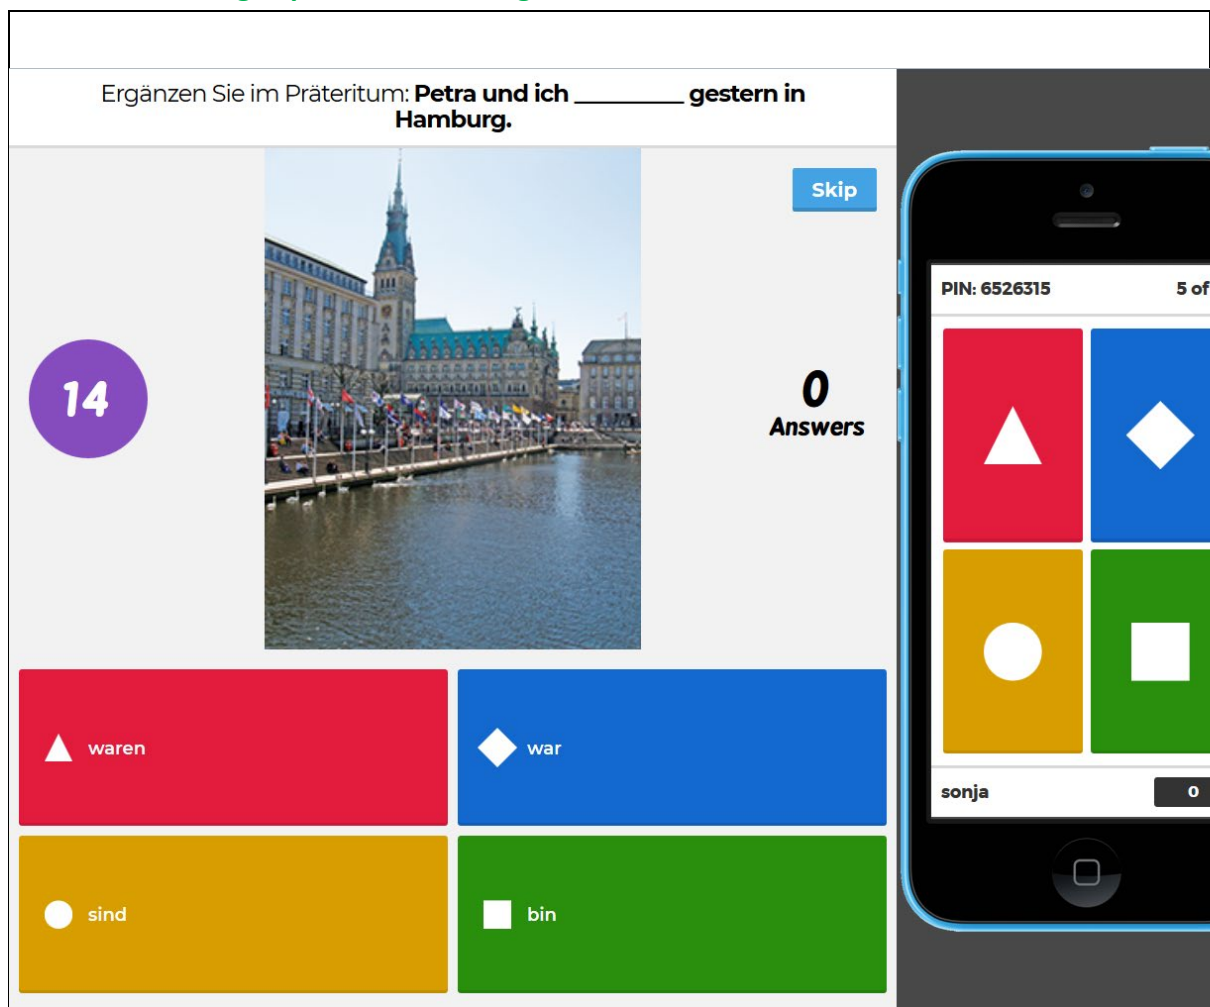 Ergänzen Sie im Präteritum: Petra und ich _________ gestern in
Hamburg.
Skip
14
0
Answers
waren
war
sind
bin
PIN: 6526315
5 of
sonja
0